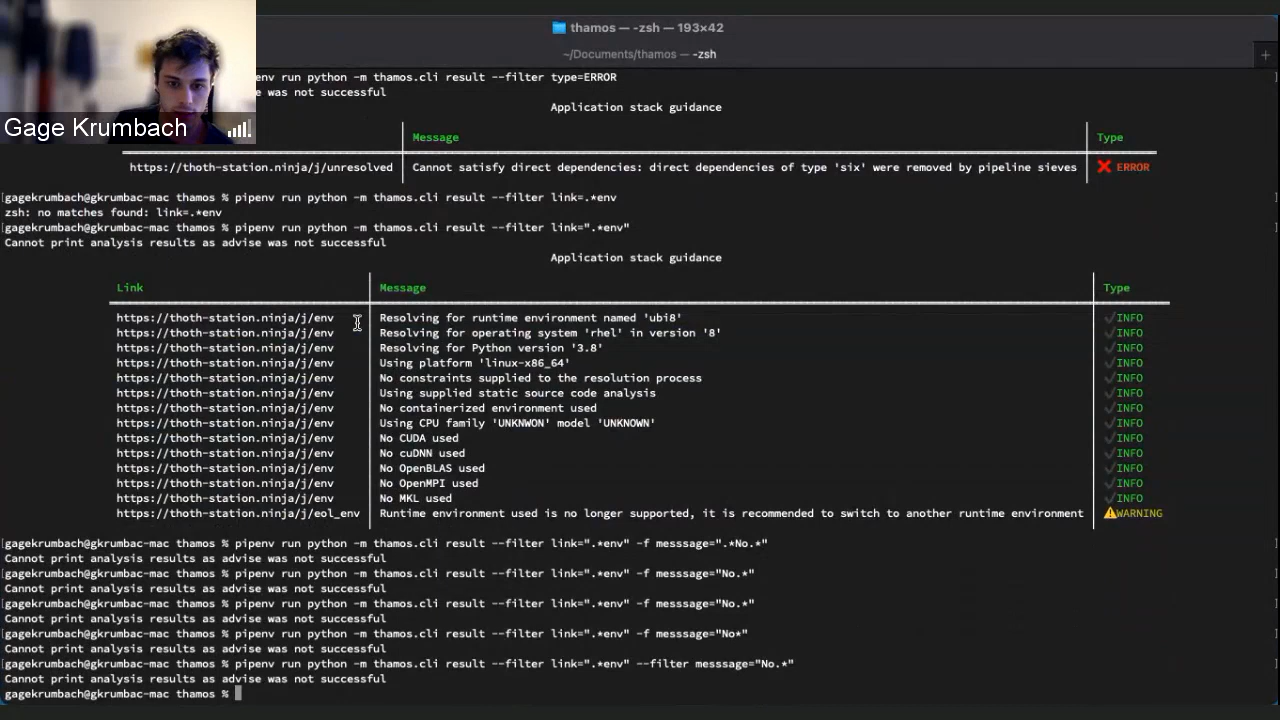 thamos — -zsh — 193×42
~/Documents/thamos — -zsh
+
env run python -m thamos.cli result --filter type=ERROR
was not successful
Application stack guidance
Gage Krumbach
Message Type
https://thoth-station.ninja/j/unresolved Cannot satisfy direct dependencies: direct dependencies of type 'six' were removed by pipeline sieves ❌ ERROR
[gagekrumbach@gkrumbac-mac thamos % pipenv run python -m thamos.cli result --filter link=.*env ]
zsh: no matches found: link=.*env
[gagekrumbach@gkrumbac-mac thamos % pipenv run python -m thamos.cli result --filter link=".*env" ]
Cannot print analysis results as advise was not successful
Application stack guidance
Link Message Type
https://thoth-station.ninja/j/env Resolving for runtime environment named 'ubi8' ✔INFO
https://thoth-station.ninja/j/env Resolving for operating system 'rhel' in version '8' ✔INFO
https://thoth-station.ninja/j/env Resolving for Python version '3.8' ✔INFO
https://thoth-station.ninja/j/env Using platform 'linux-x86_64' ✔INFO
https://thoth-station.ninja/j/env No constraints supplied to the resolution process ✔INFO
https://thoth-station.ninja/j/env Using supplied static source code analysis ✔INFO
https://thoth-station.ninja/j/env No containerized environment used ✔INFO
https://thoth-station.ninja/j/env Using CPU family 'UNKNWON' model 'UNKNOWN' ✔INFO
https://thoth-station.ninja/j/env No CUDA used ✔INFO
https://thoth-station.ninja/j/env No cuDNN used ✔INFO
https://thoth-station.ninja/j/env No OpenBLAS used ✔INFO
https://thoth-station.ninja/j/env No OpenMPI used ✔INFO
https://thoth-station.ninja/j/env No MKL used ✔INFO
https://thoth-station.ninja/j/eol_env Runtime environment used is no longer supported, it is recommended to switch to another runtime environment ⚠WARNING
[gagekrumbach@gkrumbac-mac thamos % pipenv run python -m thamos.cli result --filter link=".*env" -f messsage=".*No.*" ]
Cannot print analysis results as advise was not successful
[gagekrumbach@gkrumbac-mac thamos % pipenv run python -m thamos.cli result --filter link=".*env" -f messsage="No.*" ]
Cannot print analysis results as advise was not successful
[gagekrumbach@gkrumbac-mac thamos % pipenv run python -m thamos.cli result --filter link=".*env" -f messsage="No.*" ]
Cannot print analysis results as advise was not successful
[gagekrumbach@gkrumbac-mac thamos % pipenv run python -m thamos.cli result --filter link=".*env" -f messsage="No*" ]
Cannot print analysis results as advise was not successful
[gagekrumbach@gkrumbac-mac thamos % pipenv run python -m thamos.cli result --filter link=".*env" --filter messsage="No.*" ]
Cannot print analysis results as advise was not successful
gagekrumbach@gkrumbac-mac thamos %